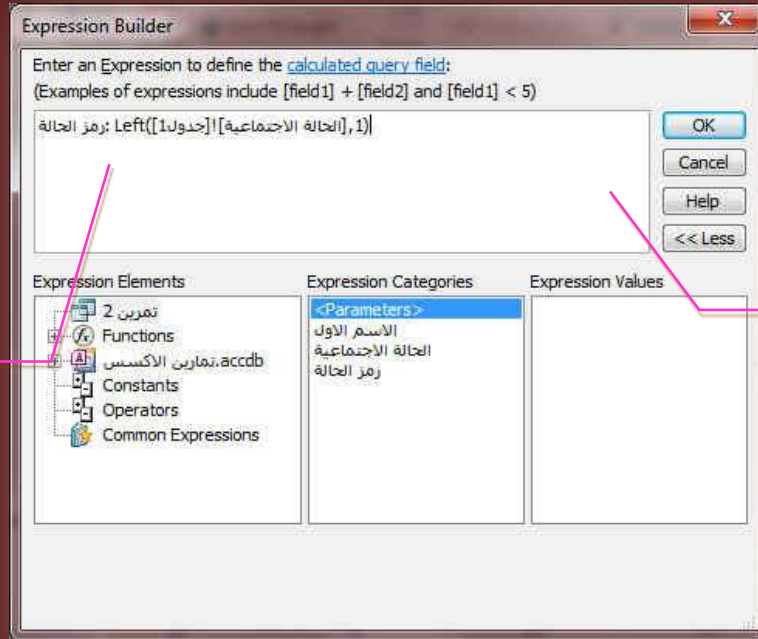 Expression Builder
Enter an Expression to define the calculated query field:
(Examples of expressions include [field1] + [field2] and [field1] < 5)
رمز الحالة: Left([جدول1]![الحالة الاجتماعية],1)
OK
Cancel
Help
<< Less
Expression Elements
تمرين 2
Functions
تمارين الاكسس.accdb
Constants
Operators
Common Expressions
Expression Categories
<Parameters>
الاسم الاول
الحالة الاجتماعية
رمز الحالة
Expression Values